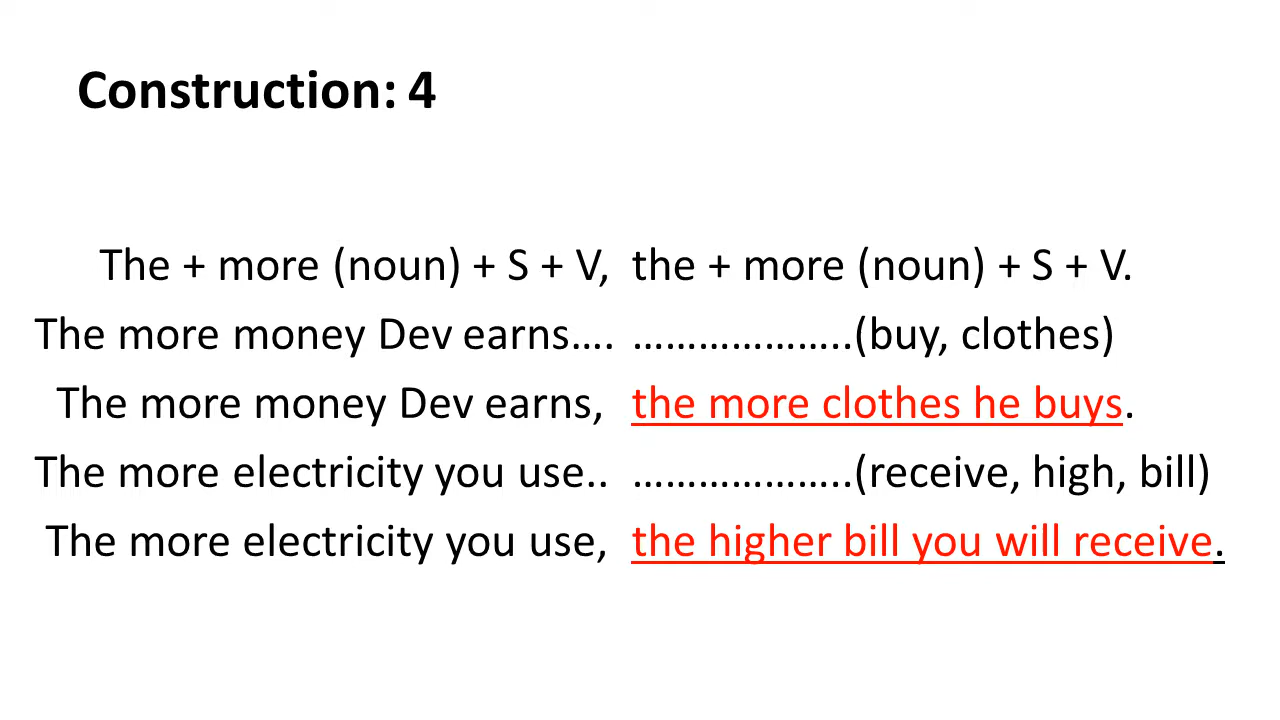 Construction: 4
The + more (noun) + S + V, the + more (noun) + S + V.
The more money Dev earns…. ………………..(buy, clothes)
The more money Dev earns, the more clothes he buys.
The more electricity you use.. ………………..(receive, high, bill)
The more electricity you use, the higher bill you will receive.